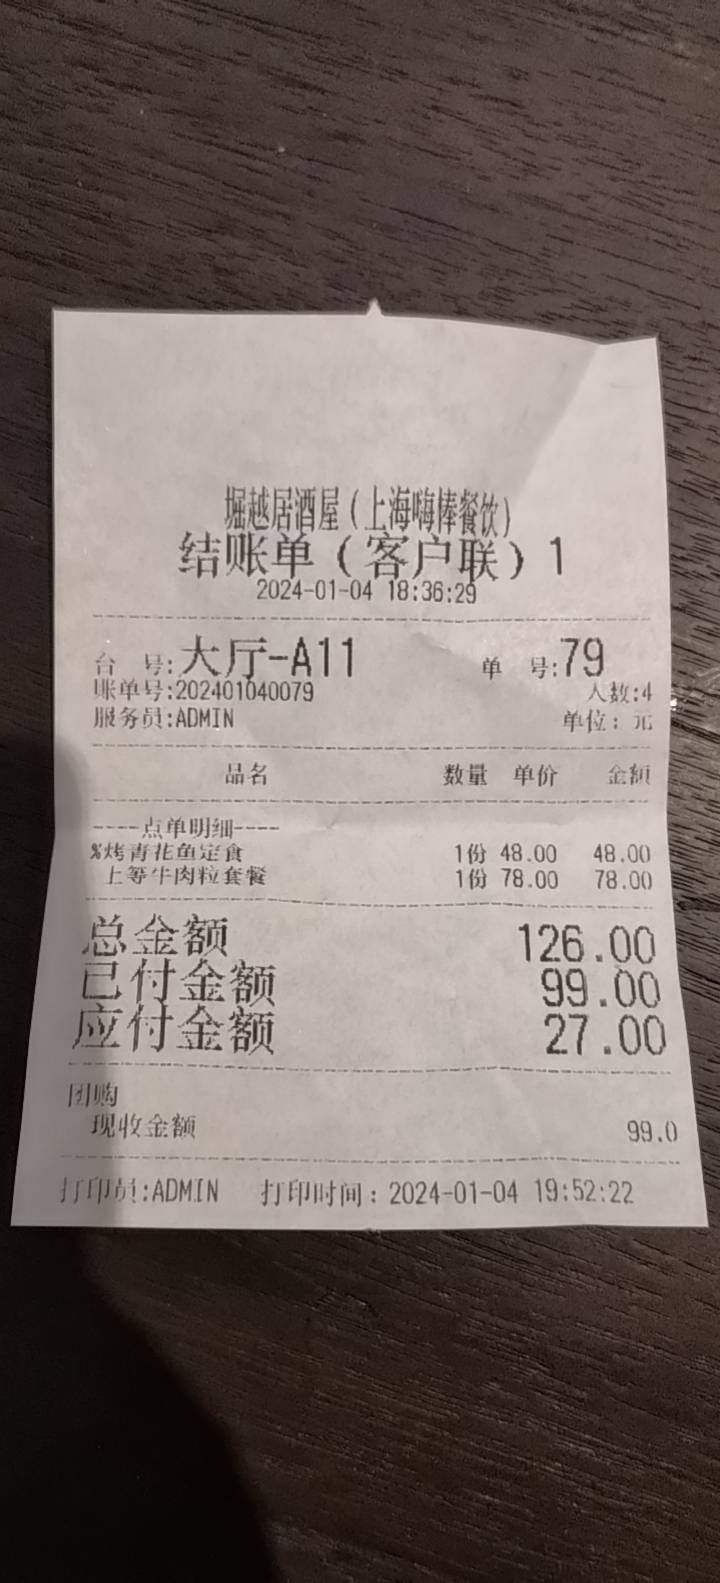 堀越居酒屋(上海嗨棒餐饮)
结账单(客户联)1
2024-01-04 18:36:29
台 号:大厅-A11 单 号:79
账单号:202401040079 人数:4
服务员:ADMIN 单位: 元
品名 数量 单价 金额
----点单明细----
%烤青花鱼定食 1份 48.00 48.00
上等牛肉粒套餐 1份 78.00 78.00
总金额 126.00
已付金额 99.00
应付金额 27.00
团购
现收金额 99.0
打印员:ADMIN 打印时间:2024-01-04 19:52:22